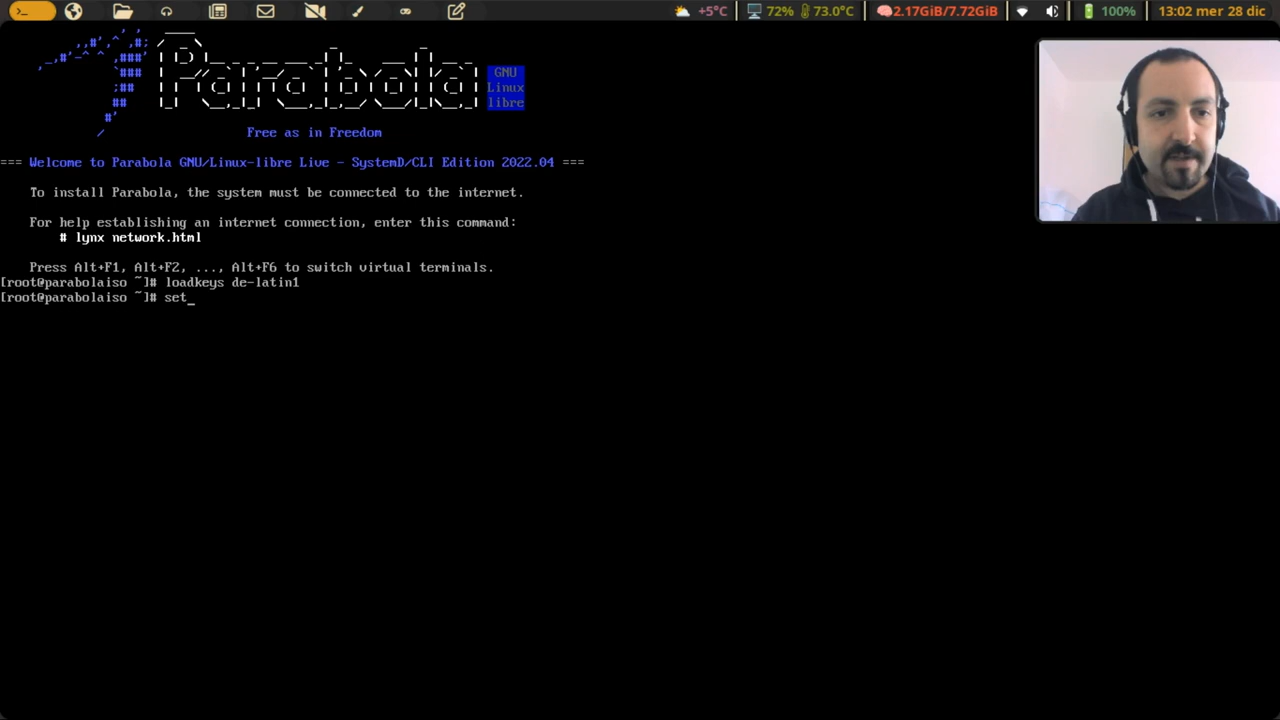 +5°C 72% 73.0°C 2.17GiB/7.72GiB 100% 13:02 mer 28 dic
Parabola
GNU
Linux
libre
Free as in Freedom
=== Welcome to Parabola GNU/Linux-libre Live - SystemD/CLI Edition 2022.04 ===
To install Parabola, the system must be connected to the internet.
For help establishing an internet connection, enter this command:
# lynx network.html
Press Alt+F1, Alt+F2, ..., Alt+F6 to switch virtual terminals.
[root@parabolaiso ~]# loadkeys de-latin1
[root@parabolaiso ~]# set_